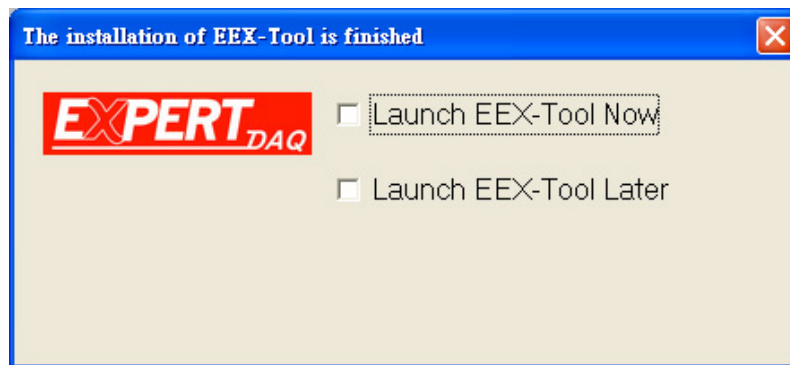 The installation of EEX-Tool is finished
EXPERT DAQ
Launch EEX-Tool Now
Launch EEX-Tool Later